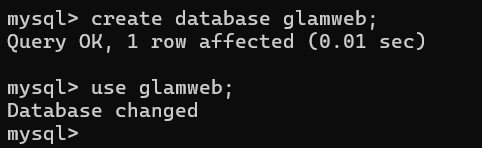 mysql> create database glamweb;
Query OK, 1 row affected (0.01 sec)
mysql> use glamweb;
Database changed
mysql>